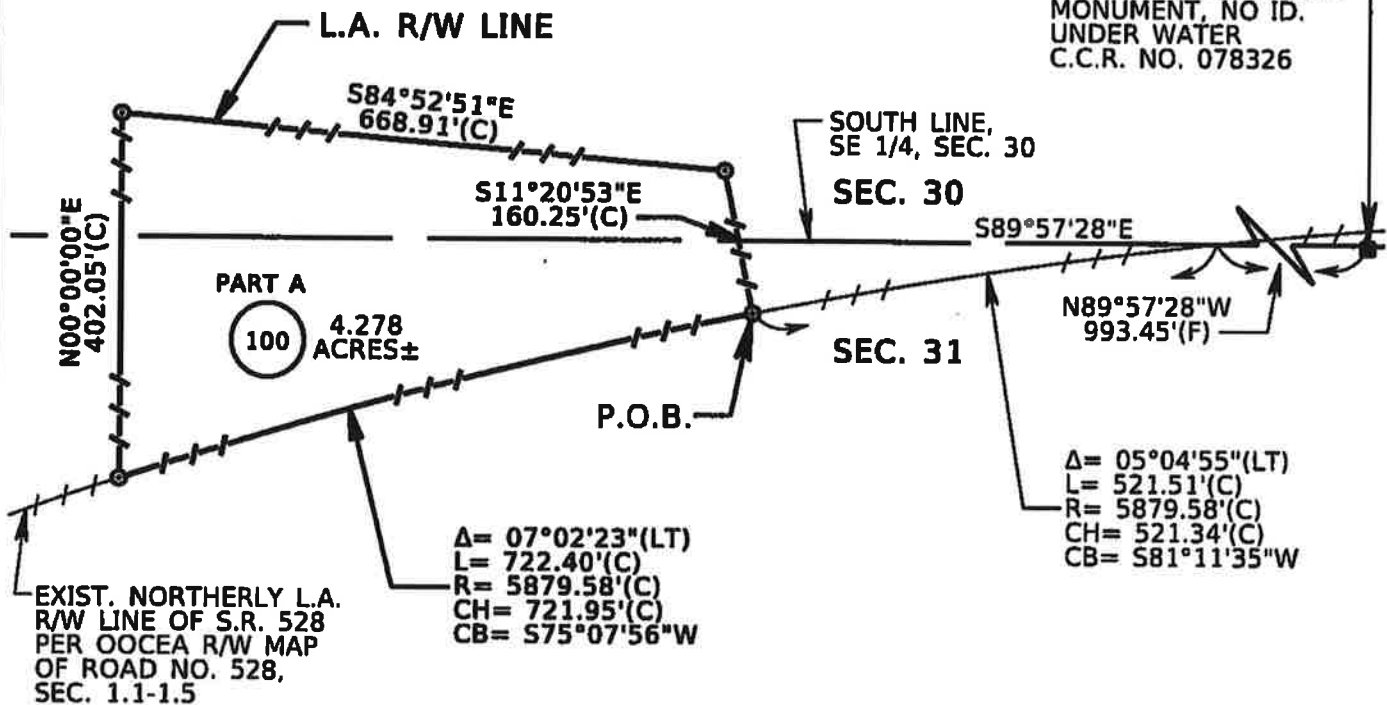 MONUMENT, NO ID.
UNDER WATER
C.C.R. NO. 078326
L.A. R/W LINE
S84°52'51"E
668.91'(C)
SOUTH LINE,
SE 1/4, SEC. 30
SEC. 30
S11°20'53"E
160.25'(C)
S89°57'28"E
N00°00'00"E
402.05'(C)
PART A
100
4.278
ACRES±
N89°57'28"W
993.45'(F)
SEC. 31
P.O.B.
Δ= 05°04'55"(LT)
L= 521.51'(C)
R= 5879.58'(C)
CH= 521.34'(C)
CB= S81°11'35"W
Δ= 07°02'23"(LT)
L= 722.40'(C)
R= 5879.58'(C)
CH= 721.95'(C)
CB= S75°07'56"W
EXIST. NORTHERLY L.A.
R/W LINE OF S.R. 528
PER OOCEA R/W MAP
OF ROAD NO. 528,
SEC. 1.1-1.5